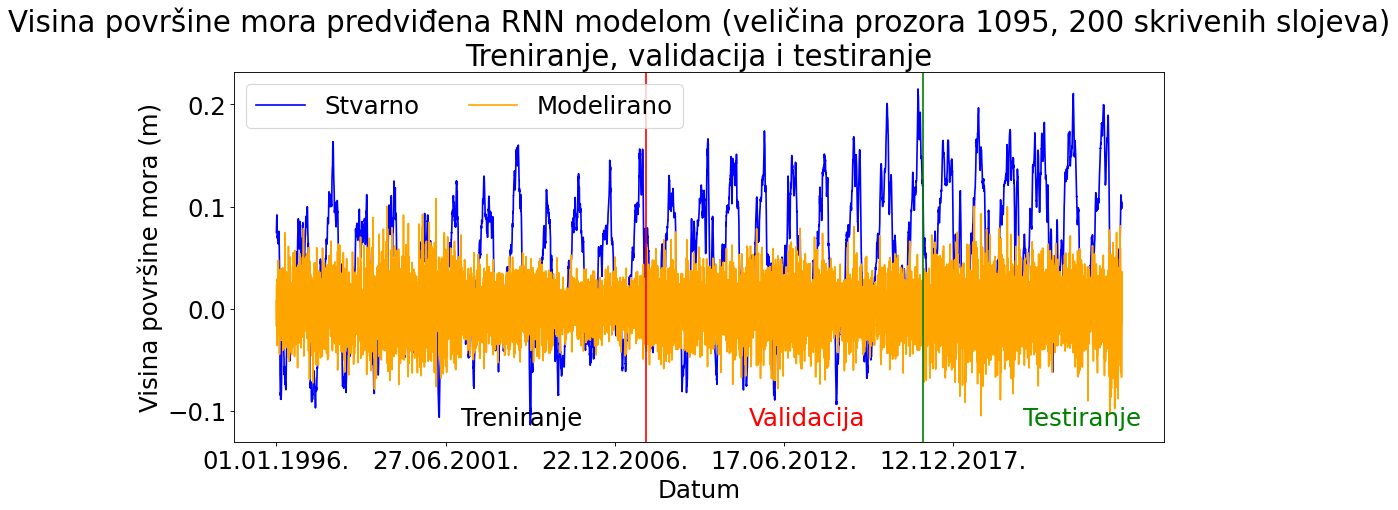 Visina površine mora predviđena RNN modelom (veličina prozora 1095, 200 skrivenih slojeva)
Treniranje, validacija i testiranje
Stvarno Modelirano
Visina površine mora (m)
0.2
0.1
0.0
−0.1
Treniranje Validacija Testiranje
01.01.1996. 27.06.2001. 22.12.2006. 17.06.2012. 12.12.2017.
Datum